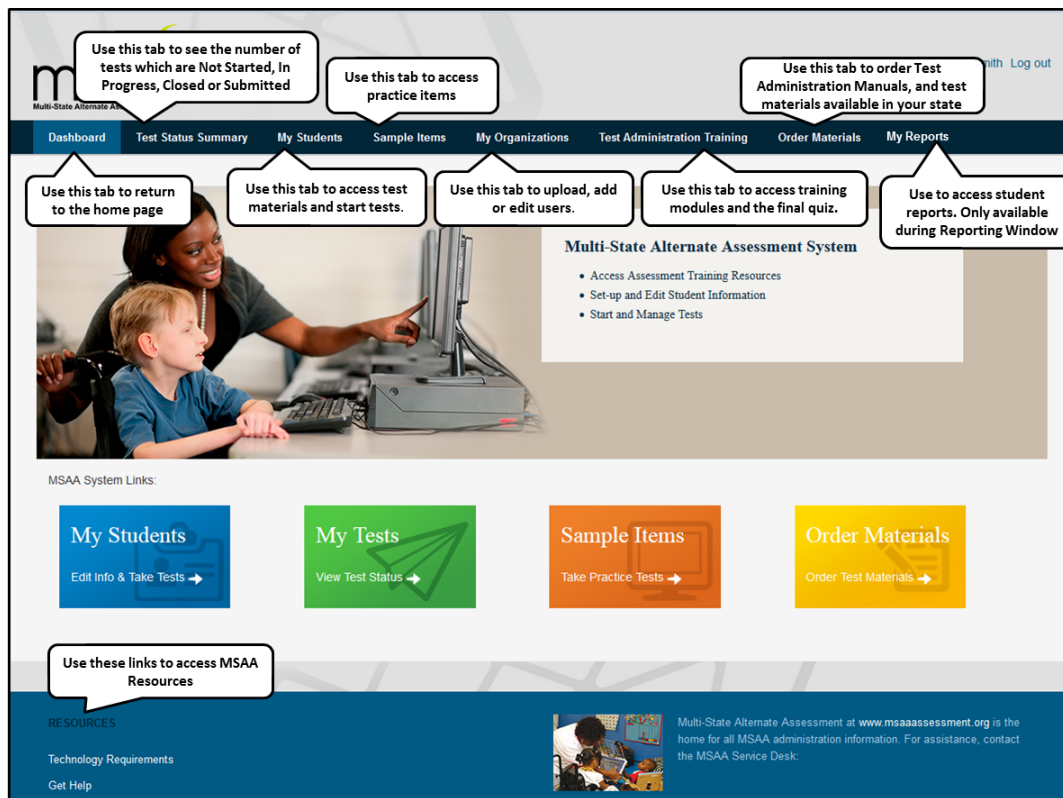 Use this tab to see the number of
tests which are Not Started, In
Progress, Closed or Submitted
Use this tab to access
practice items
Use this tab to order Test
Administration Manuals, and test
materials available in your state
Log out
m
Multi-State Alternate
Dashboard Test Status Summary My Students Sample Items My Organizations Test Administration Training Order Materials My Reports
Use this tab to return
to the home page
Use this tab to access test
materials and start tests.
Use this tab to upload, add
or edit users.
Use this tab to access training
modules and the final quiz.
Use to access student
reports. Only available
during Reporting Window
Multi-State Alternate Assessment System
• Access Assessment Training Resources
• Set-up and Edit Student Information
• Start and Manage Tests
MSAA System Links:
My Students
Edit Info & Take Tests
My Tests
View Test Status
Sample Items
Take Practice Tests
Order Materials
Order Test Materials
Use these links to access MSAA
Resources
RESOURCES
Technology Requirements
Get Help
Multi-State Alternate Assessment at www.msaaassessment.org is the
home for all MSAA administration information. For assistance, contact
the MSAA Service Desk: